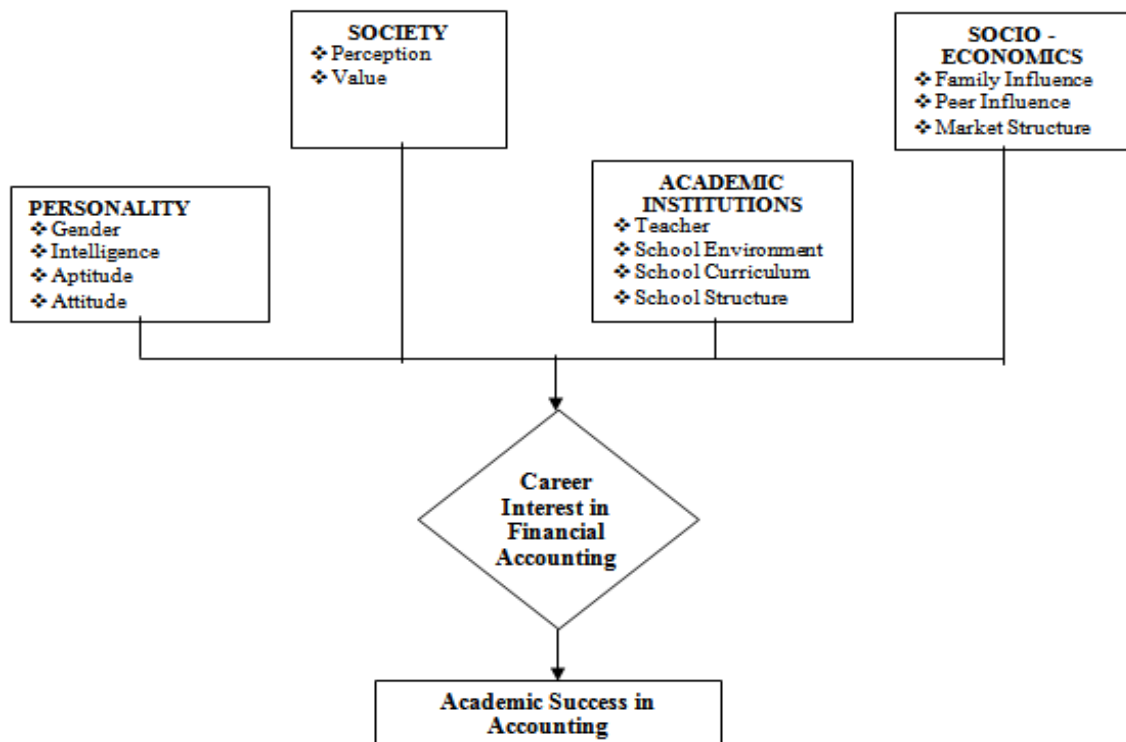 SOCIETY
❖ Perception
❖ Value
SOCIO -
ECONOMICS
❖ Family Influence
❖ Peer Influence
❖ Market Structure
PERSONALITY
❖ Gender
❖ Intelligence
❖ Aptitude
❖ Attitude
ACADEMIC
INSTITUTIONS
❖ Teacher
❖ School Environment
❖ School Curriculum
❖ School Structure
Career
Interest in
Financial
Accounting
Academic Success in
Accounting